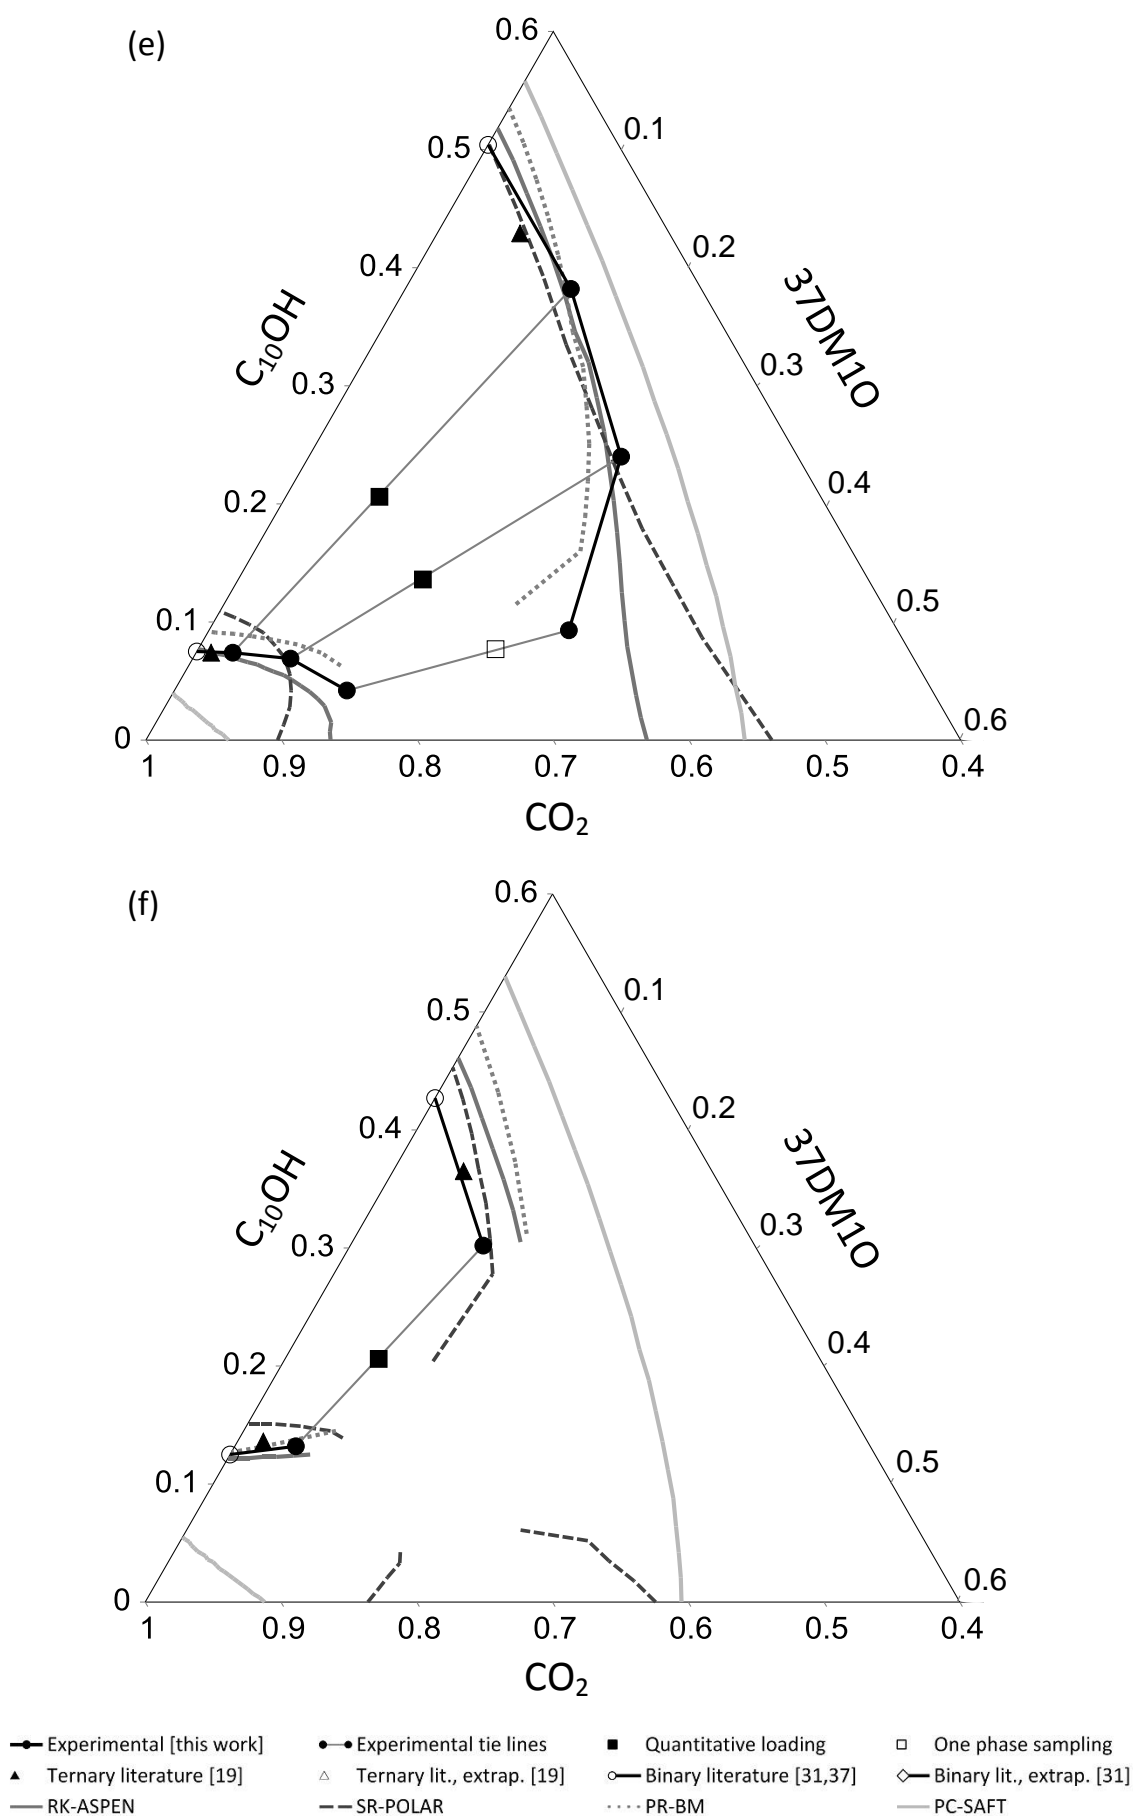 (e)
0.6
0.1
0.5
0.2
0.4
C10OH
37DM1O
0.3
0.3
0.2
0.4
0.1
0.5
0
0.6
1 0.9 0.8 0.7 0.6 0.5 0.4
CO2
(f)
0.6
0.1
0.5
0.2
0.4
C10OH
37DM1O
0.3
0.3
0.2
0.4
0.1
0.5
0
0.6
1 0.9 0.8 0.7 0.6 0.5 0.4
CO2
Experimental [this work] Experimental tie lines Quantitative loading One phase sampling
Ternary literature [19] Ternary lit., extrap. [19] Binary literature [31,37] Binary lit., extrap. [31]
RK-ASPEN SR-POLAR PR-BM PC-SAFT